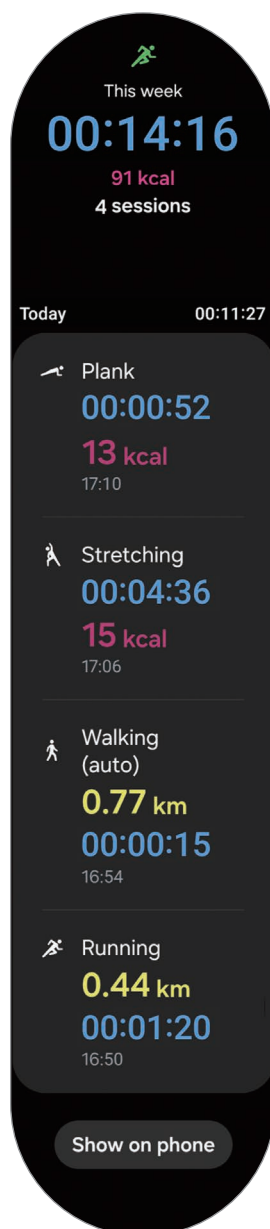 This week
00:14:16
91 kcal
4 sessions
Today 00:11:27
Plank
00:00:52
13 kcal
17:10
Stretching
00:04:36
15 kcal
17:06
Walking
(auto)
0.77 km
00:00:15
16:54
Running
0.44 km
00:01:20
16:50
Show on phone